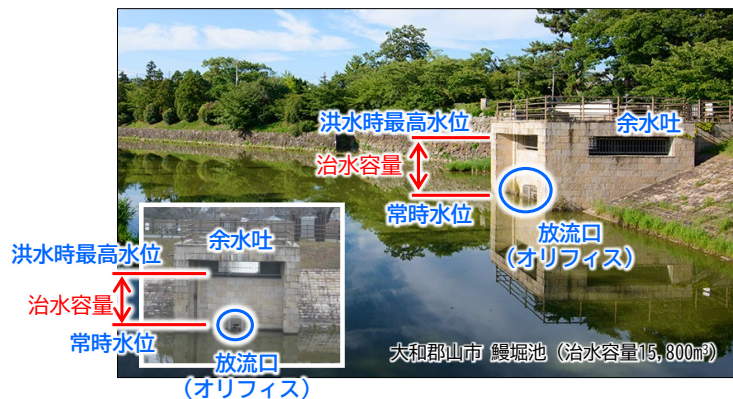 洪水時最高水位
余水吐
治水容量
常時水位
放流口
(オリフィス)
余水吐
洪水時最高水位
治水容量
常時水位
放流口
(オリフィス)
大和郡山市 鰻堀池 (治水容量15,800m³)